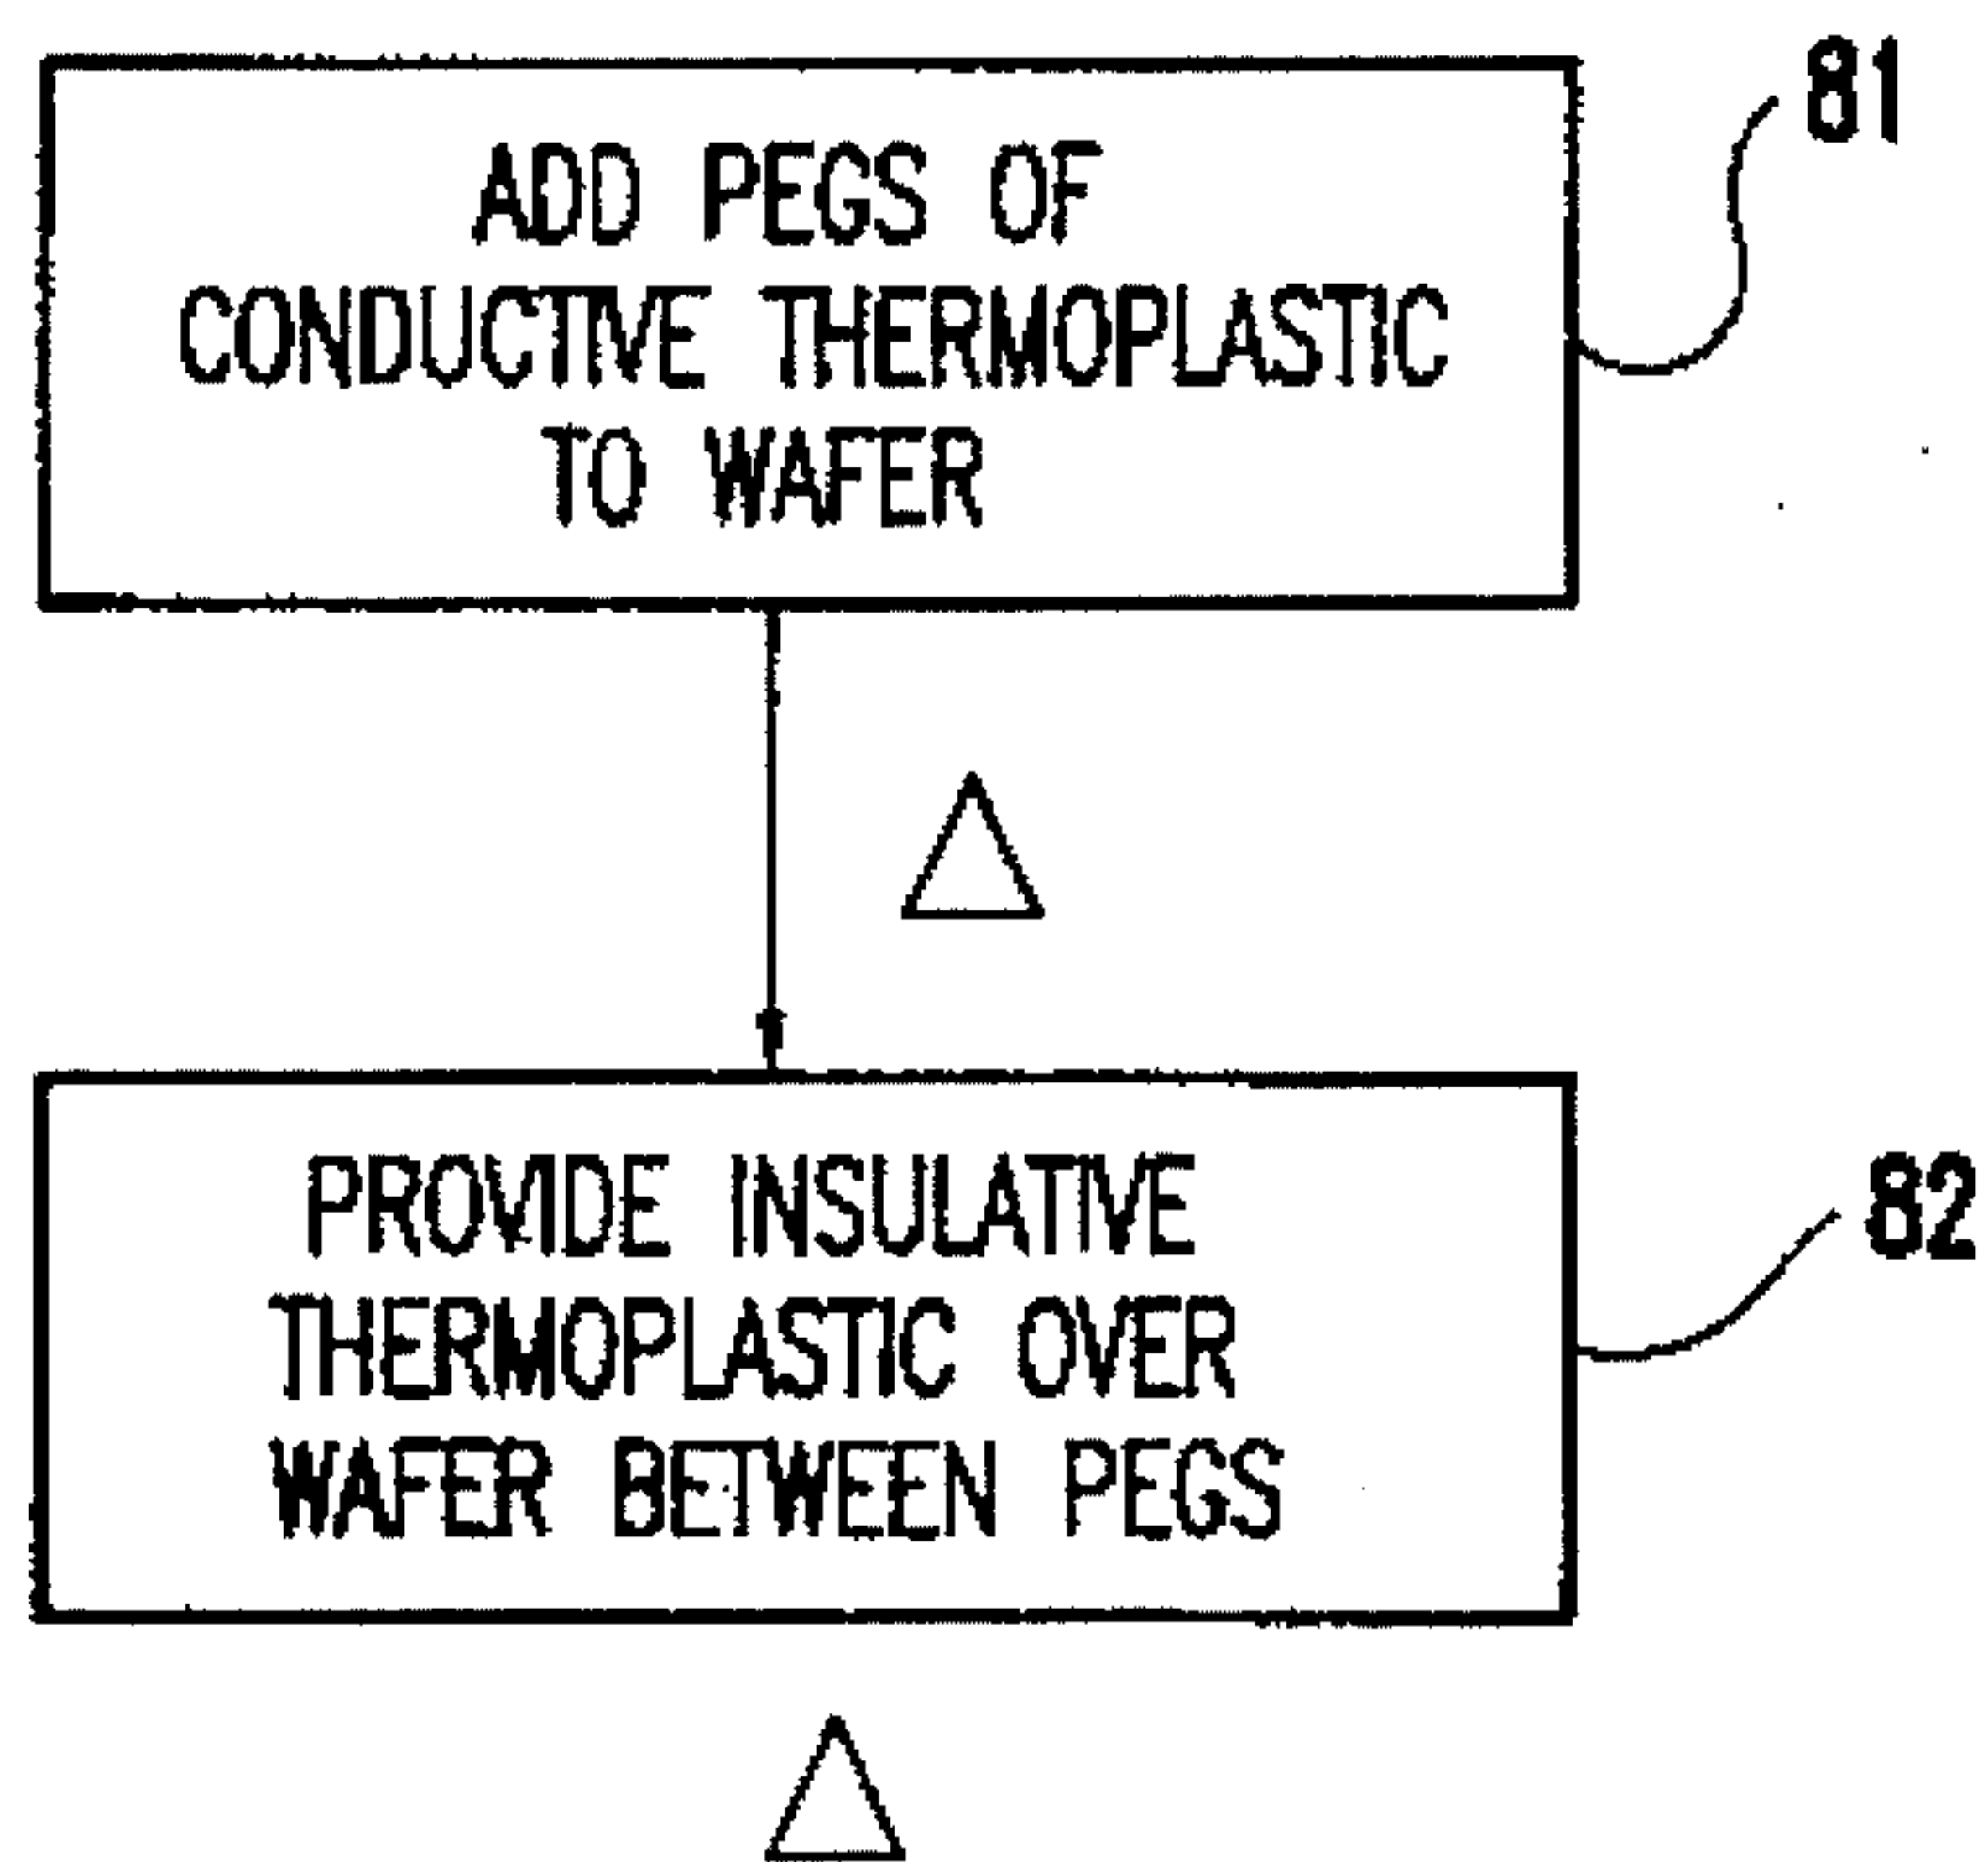 81
ADD PEGS OF
CONDUCTIVE THERMOPLASTIC
TO WAFER
Δ
82
PROVIDE INSULATIVE
THERMOPLASTIC OVER
WAFER BETWEEN PEGS
Δ